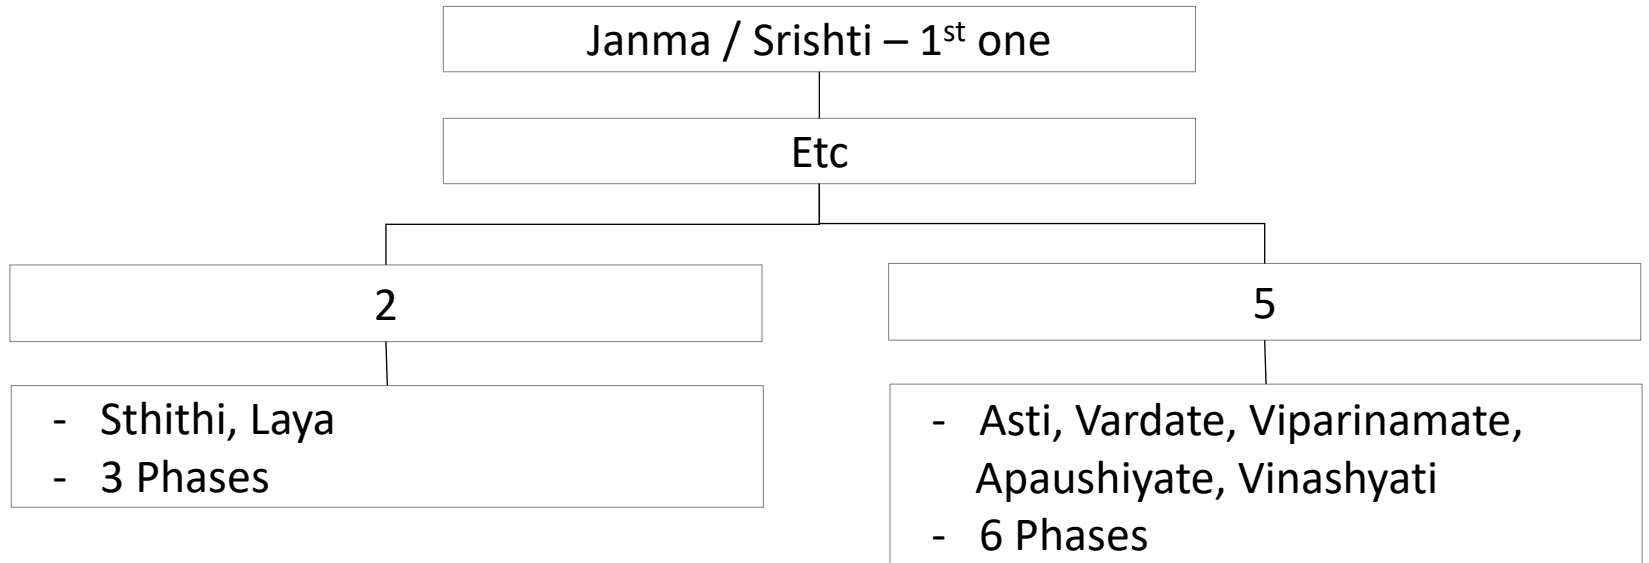 Janma / Srishti – 1st one
Etc
2
5
- Sthithi, Laya
- 3 Phases
- Asti, Vardate, Viparinamate,
Apaushiyate, Vinashyati
- 6 Phases